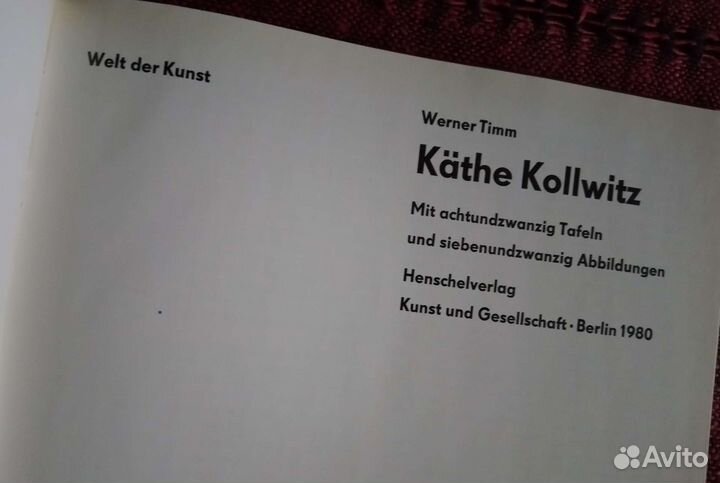 Welt der Kunst
Werner Timm
Käthe Kollwitz
Mit achtundzwanzig Tafeln
und siebenundzwanzig Abbildungen
Henschelverlag
Kunst und Gesellschaft · Berlin 1980
Avito